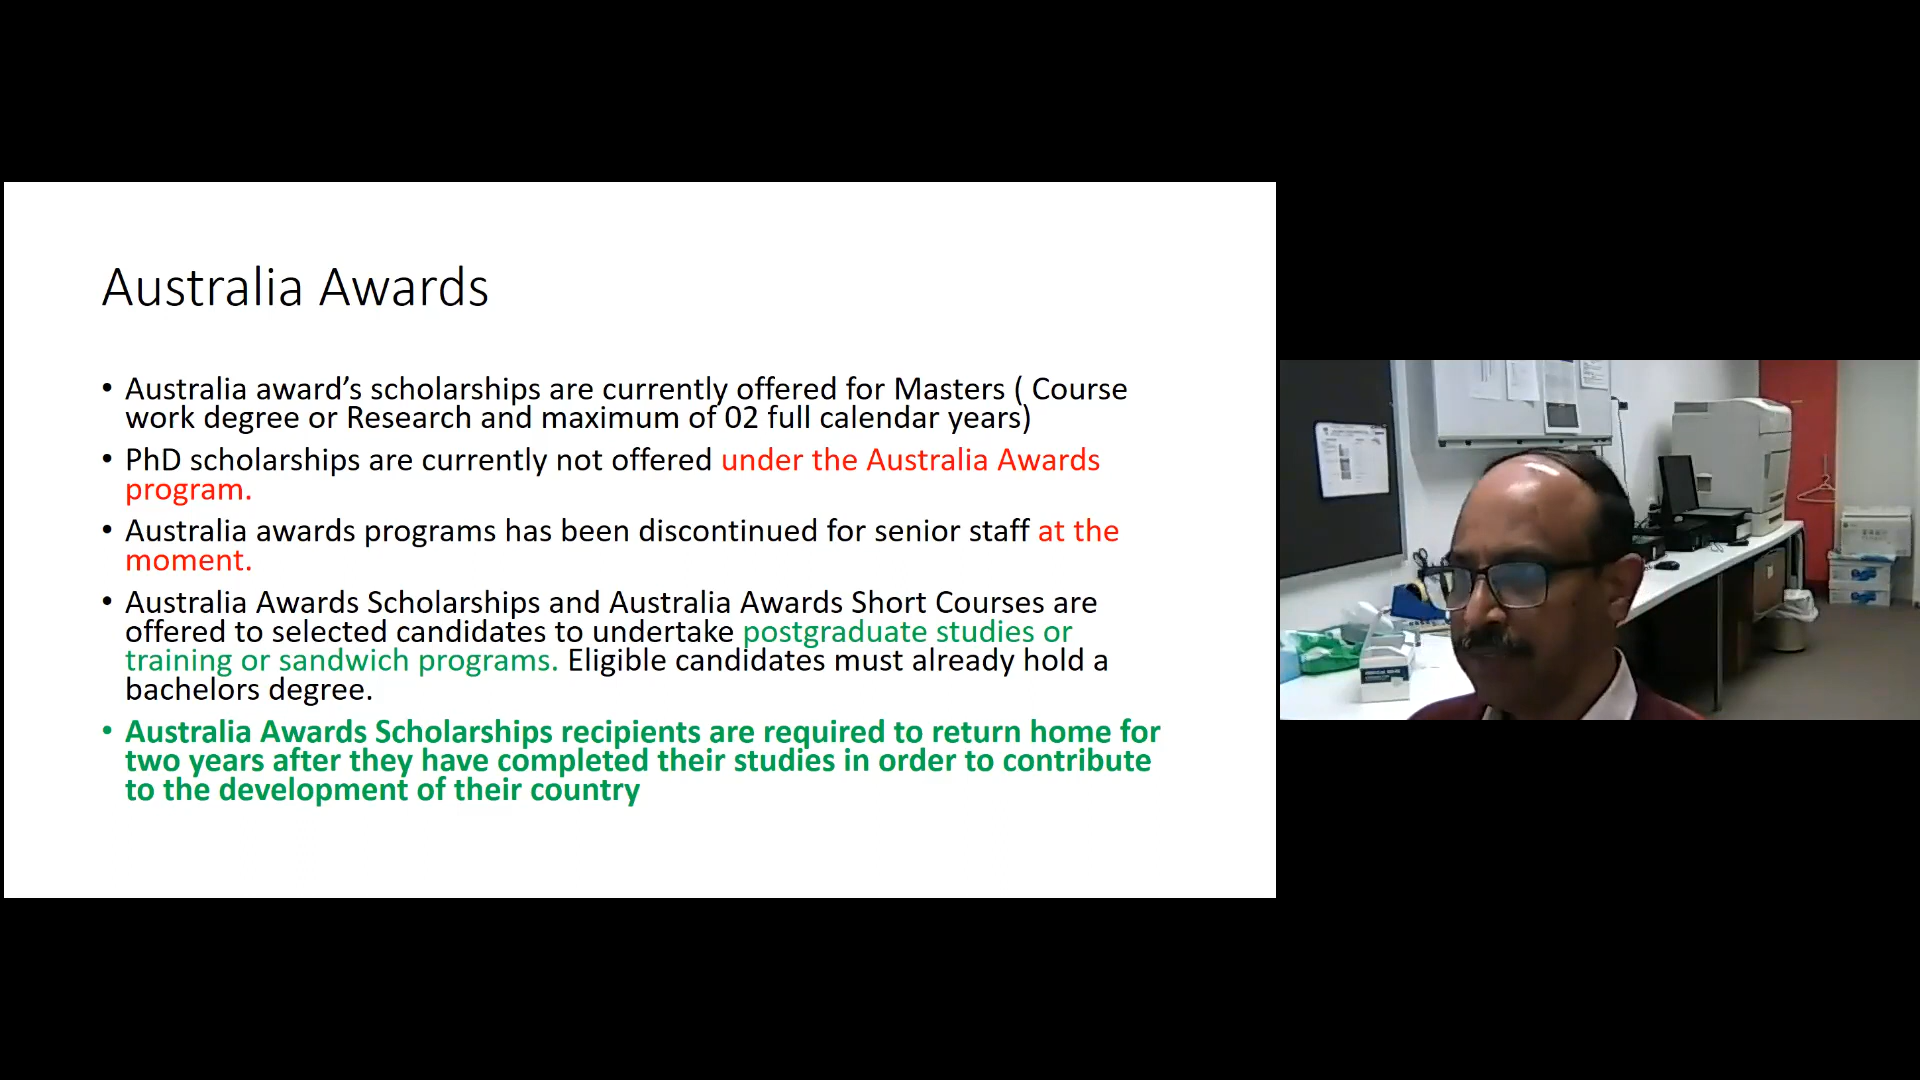 Australia Awards
• Australia award’s scholarships are currently offered for Masters ( Course
work degree or Research and maximum of 02 full calendar years)
• PhD scholarships are currently not offered under the Australia Awards
program.
• Australia awards programs has been discontinued for senior staff at the
moment.
• Australia Awards Scholarships and Australia Awards Short Courses are
offered to selected candidates to undertake postgraduate studies or
training or sandwich programs. Eligible candidates must already hold a
bachelors degree.
• Australia Awards Scholarships recipients are required to return home for
two years after they have completed their studies in order to contribute
to the development of their country